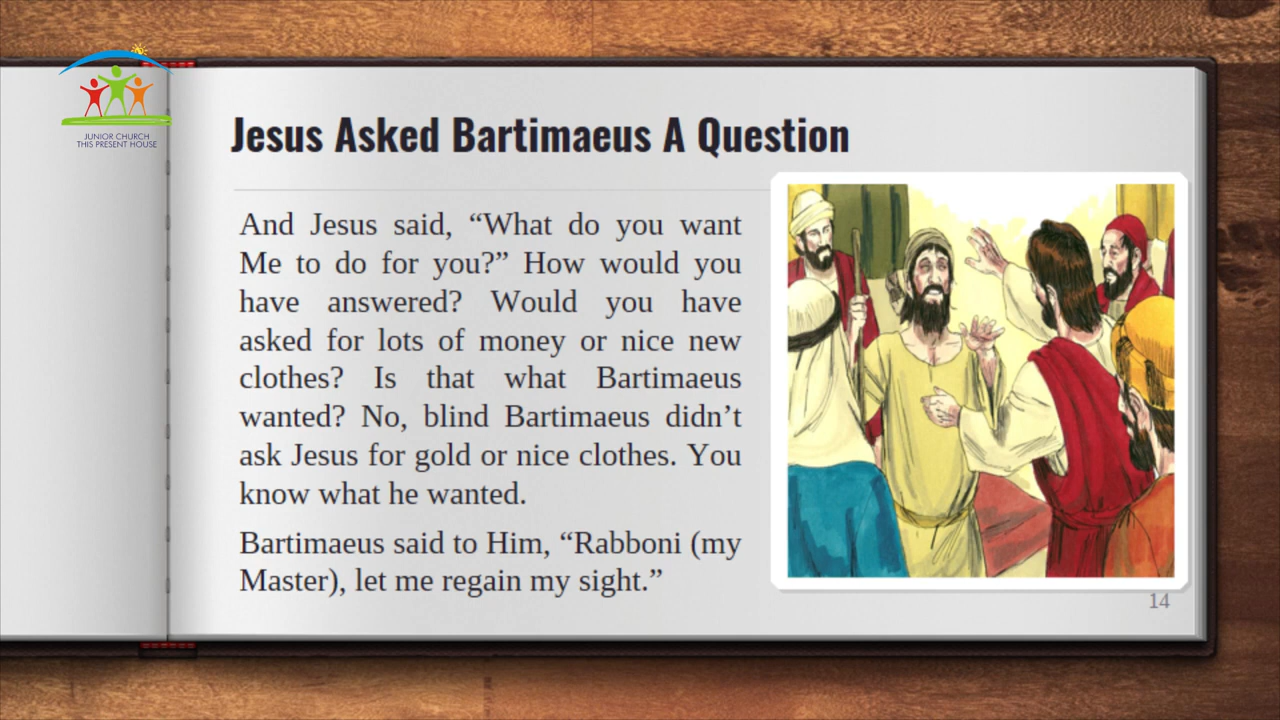 JUNIOR CHURCH
THIS PRESENT HOUSE
Jesus Asked Bartimaeus A Question
And Jesus said, “What do you want
Me to do for you?” How would you
have answered? Would you have
asked for lots of money or nice new
clothes? Is that what Bartimaeus
wanted? No, blind Bartimaeus didn’t
ask Jesus for gold or nice clothes. You
know what he wanted.
Bartimaeus said to Him, “Rabboni (my
Master), let me regain my sight.”
14